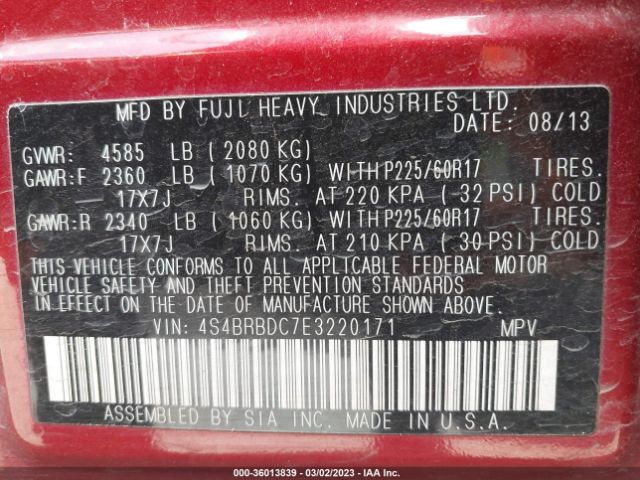 MFD BY FUJI HEAVY INDUSTRIES LTD.
DATE: 08/13
GVWR: 4585 LB (2080 KG)
GAWR:F 2360 LB (1070 KG) WITH P225/60R17 TIRES.
17X7J RIMS. AT 220 KPA (32 PSI) COLD
GAWR:R 2340 LB (1060 KG) WITH P225/60R17 TIRES.
17X7J RIMS. AT 210 KPA (30 PSI) COLD
THIS VEHICLE CONFORMS TO ALL APPLICABLE FEDERAL MOTOR
VEHICLE SAFETY AND THEFT PREVENTION STANDARDS
IN EFFECT ON THE DATE OF MANUFACTURE SHOWN ABOVE.
VIN: 4S4BRBDC7E3220171 MPV
ASSEMBLED BY SIA INC. MADE IN U.S.A.
000-36013839 - 03/02/2023 - IAA Inc.